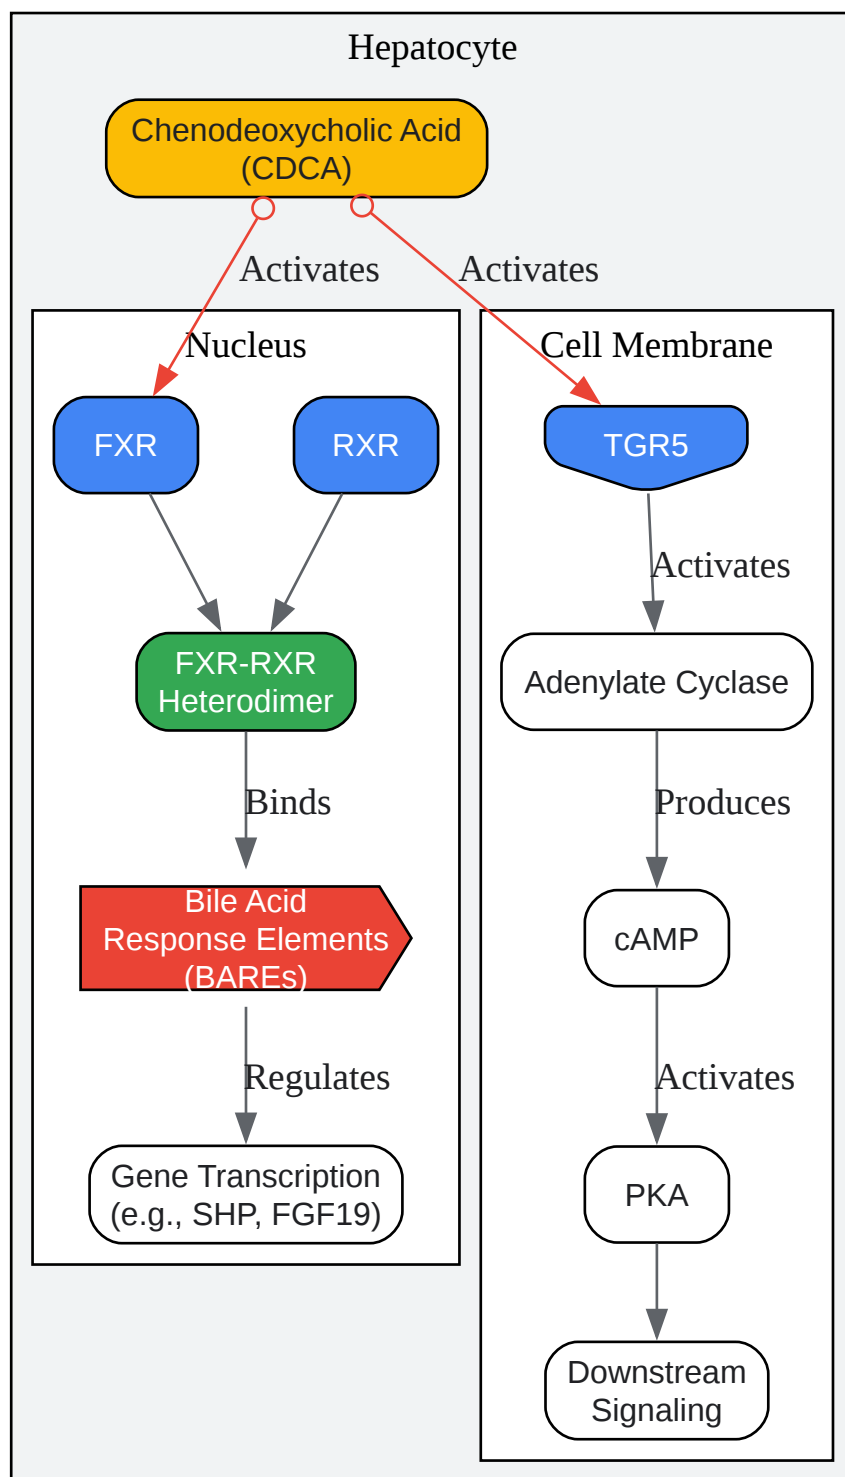 Hepatocyte
Chenodeoxycholic Acid
(CDCA)
Activates
Activates
Nucleus
Cell Membrane
FXR
RXR
TGR5
Activates
FXR-RXR
Heterodimer
Adenylate Cyclase
Binds
Produces
Bile Acid
Response Elements
(BAREs)
cAMP
Regulates
Activates
Gene Transcription
(e.g., SHP, FGF19)
PKA
Downstream
Signaling